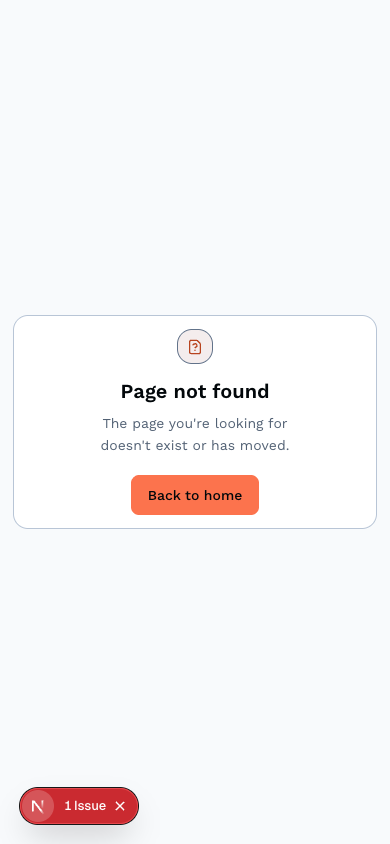 Page not found
The page you're looking for
doesn't exist or has moved.
Back to home
1 Issue